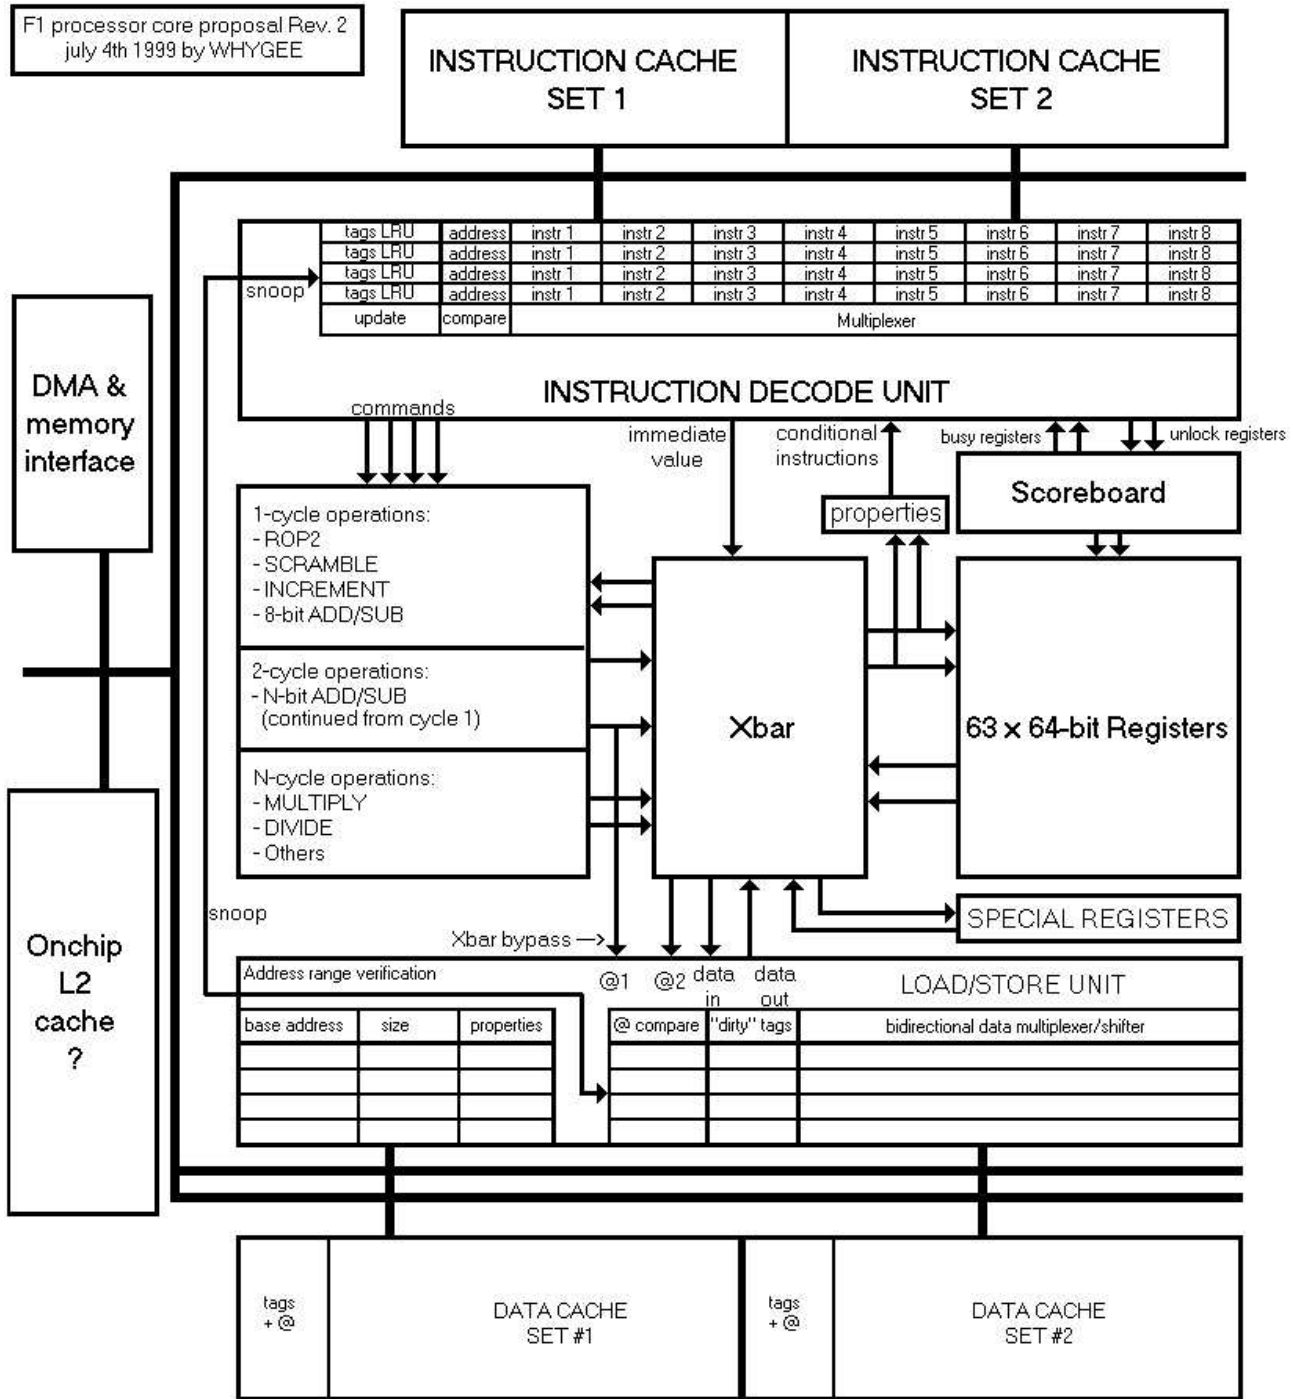 F1 processor core proposal Rev. 2
july 4th 1999 by WHYGEE
INSTRUCTION CACHE
SET 1
INSTRUCTION CACHE
SET 2
tags LRU address instr 1 instr 2 instr 3 instr 4 instr 5 instr 6 instr 7 instr 8
tags LRU address instr 1 instr 2 instr 3 instr 4 instr 5 instr 6 instr 7 instr 8
tags LRU address instr 1 instr 2 instr 3 instr 4 instr 5 instr 6 instr 7 instr 8
tags LRU address instr 1 instr 2 instr 3 instr 4 instr 5 instr 6 instr 7 instr 8
snoop
update compare Multiplexer
INSTRUCTION DECODE UNIT
DMA &
memory
interface
commands
immediate
value
conditional
instructions
busy registers
unlock registers
Scoreboard
properties
1-cycle operations:
- ROP2
- SCRAMBLE
- INCREMENT
- 8-bit ADD/SUB
2-cycle operations:
- N-bit ADD/SUB
(continued from cycle 1)
N-cycle operations:
- MULTIPLY
- DIVIDE
- Others
Xbar
63 x 64-bit Registers
SPECIAL REGISTERS
snoop
Xbar bypass —>
Onchip
L2
cache
?
Address range verification
@1 @2 data
in
data
out
LOAD/STORE UNIT
base address size properties
@ compare "dirty" tags bidirectional data multiplexer/shifter
tags
+ @
DATA CACHE
SET #1
tags
+ @
DATA CACHE
SET #2